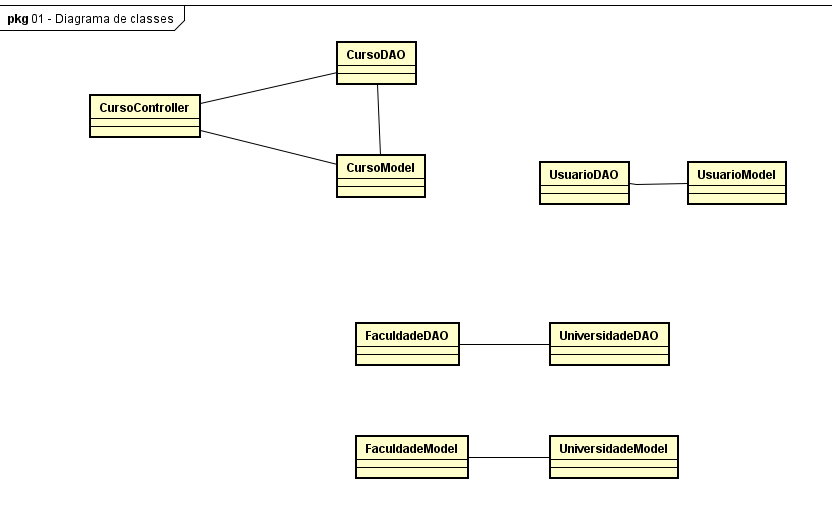 pkg 01 - Diagrama de classes
CursoDAO
CursoController
CursoModel
UsuarioDAO
UsuarioModel
FaculdadeDAO
UniversidadeDAO
FaculdadeModel
UniversidadeModel